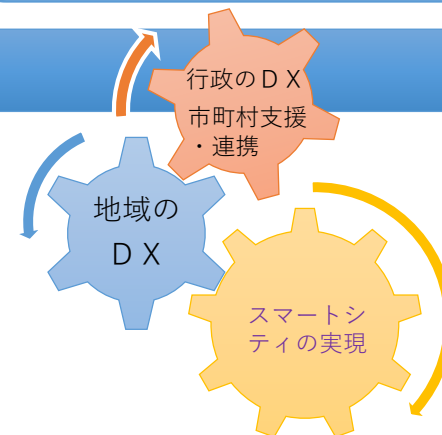 行政のＤＸ
市町村支援
・連携
地域の
ＤＸ
スマートシ
ティの実現